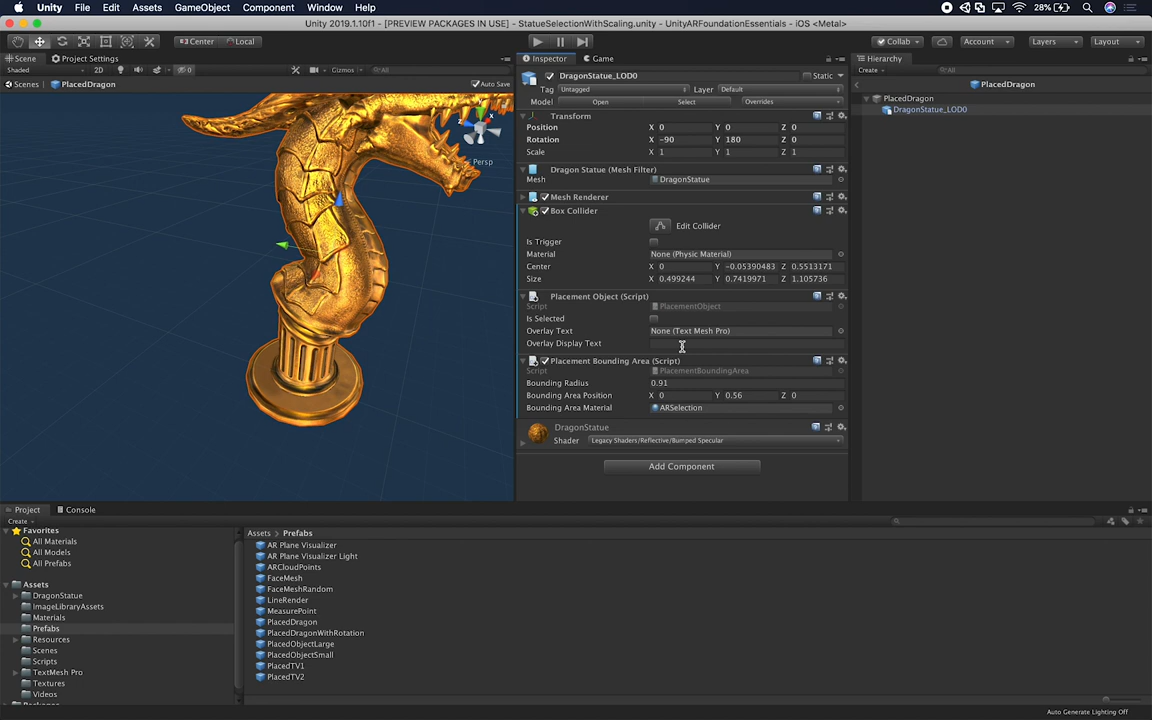 Unity File Edit Assets GameObject Component Window Help 28%
Unity 2019.1.10f1 - [PREVIEW PACKAGES IN USE] - StatueSelectionWithScaling.unity - UnityARFoundationEssentials - iOS <Metal>
Center Local Collab Account Layers Layout
Scene Project Settings Inspector Game Hierarchy
Shaded 2D 0 Gizmos All Create All
Scenes PlacedDragon Auto Save
PlacedDragon
y x z
Persp
DragonStatue_LOD0 Static
Tag Untagged Layer Default
Model Open Select Overrides
Transform
Position X 0 Y 0 Z 0
Rotation X -90 Y 180 Z 0
Scale X 1 Y 1 Z 1
Dragon Statue (Mesh Filter)
Mesh DragonStatue
Mesh Renderer
Box Collider
Edit Collider
Is Trigger
Material None (Physic Material)
Center X 0 Y -0.05390483 Z 0.5513171
Size X 0.499244 Y 0.7419971 Z 1.105736
Placement Object (Script)
Script PlacementObject
Is Selected
Overlay Text None (Text Mesh Pro)
Overlay Display Text
Placement Bounding Area (Script)
Script PlacementBoundingArea
Bounding Radius 0.91
Bounding Area Position X 0 Y 0.56 Z 0
Bounding Area Material ARSelection
DragonStatue
Shader Legacy Shaders/Reflective/Bumped Specular
Add Component
PlacedDragon
DragonStatue_LOD0
Project Console
Create
Favorites
All Materials
All Models
All Prefabs
Assets
DragonStatue
ImageLibraryAssets
Materials
Prefabs
Resources
Scenes
Scripts
TextMesh Pro
Textures
Videos
Assets > Prefabs
AR Plane Visualizer
AR Plane Visualizer Light
ARCloudPoints
FaceMesh
FaceMeshRandom
LineRender
MeasurePoint
PlacedDragon
PlacedDragonWithRotation
PlacedObjectLarge
PlacedObjectSmall
PlacedTV1
PlacedTV2
Auto Generate Lighting Off